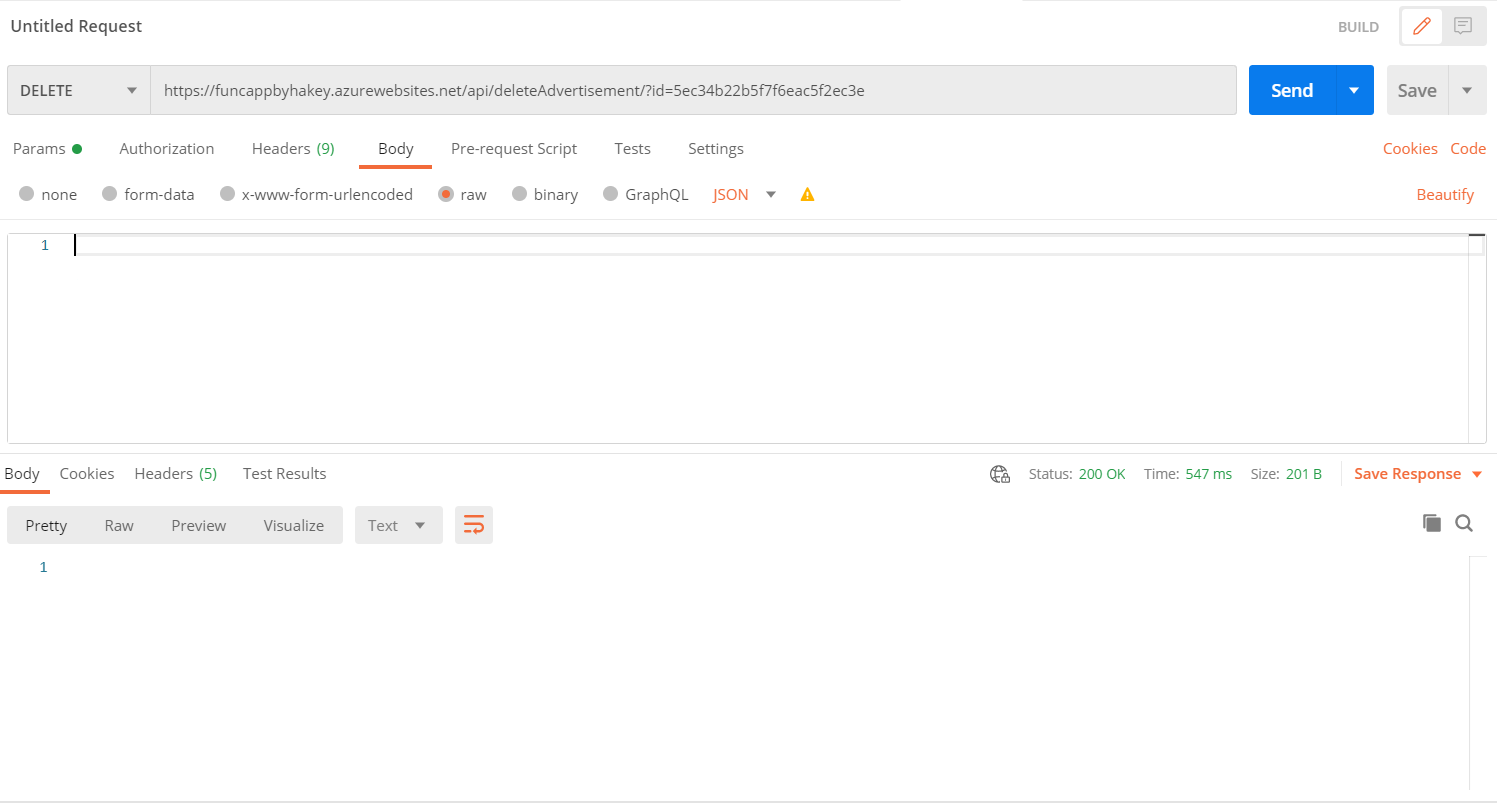 Untitled Request BUILD
DELETE https://funcappbyhakey.azurewebsites.net/api/deleteAdvertisement/?id=5ec34b22b5f7f6eac5f2ec3e Send Save
Params Authorization Headers (9) Body Pre-request Script Tests Settings Cookies Code
none form-data x-www-form-urlencoded raw binary GraphQL JSON Beautify
1
Body Cookies Headers (5) Test Results Status: 200 OK Time: 547 ms Size: 201 B Save Response
Pretty Raw Preview Visualize Text
1